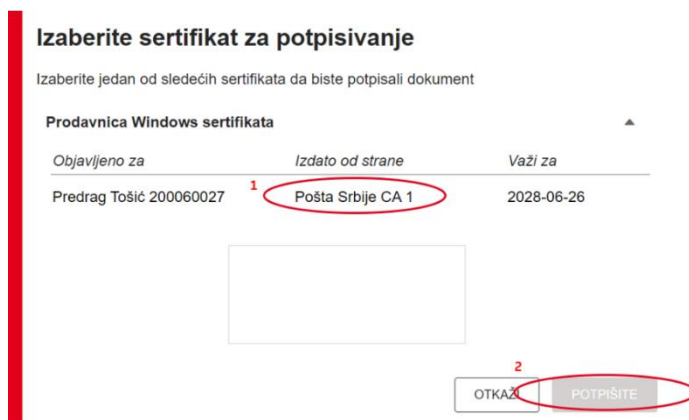 Izaberite sertifikat za potpisivanje
Izaberite jedan od sledećih sertifikata da biste potpisali dokument
Prodavnica Windows sertifikata
Objavljeno za Izdato od strane Važi za
Predrag Tošić 200060027 1 Pošta Srbije CA 1 2028-06-26
2
OTKAŽI POTPIŠITE